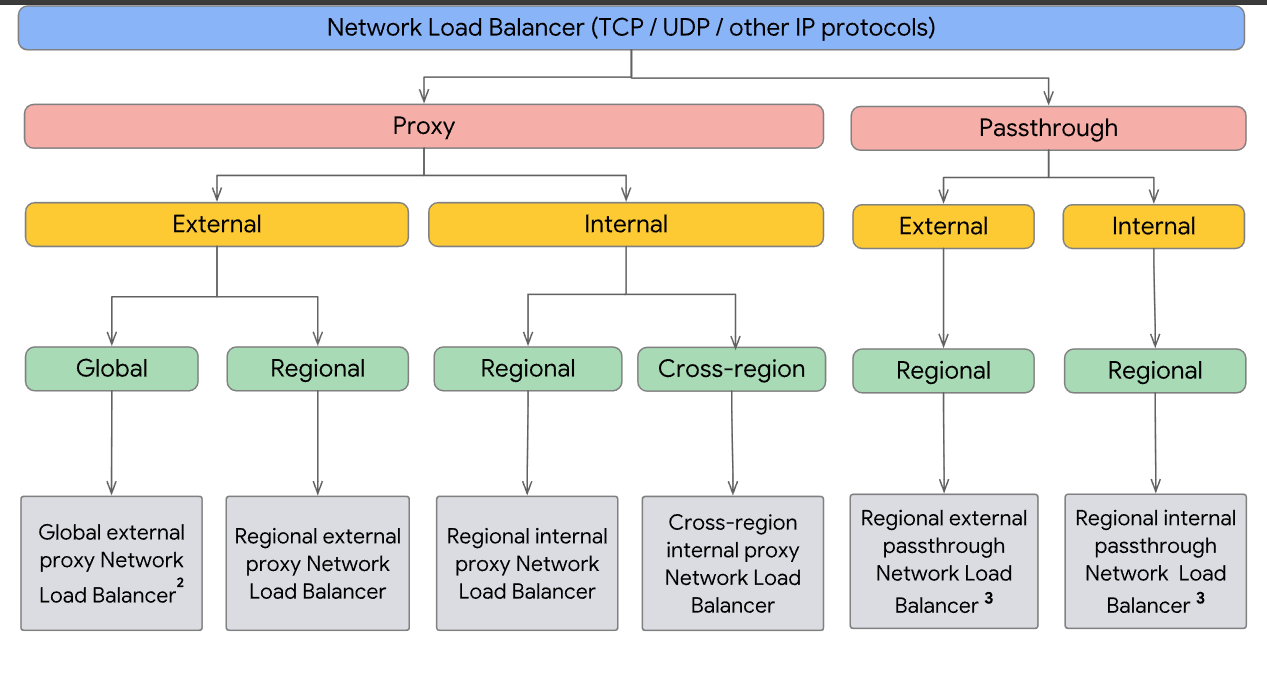 Network Load Balancer (TCP / UDP / other IP protocols)
Proxy
Passthrough
External
Internal
External
Internal
Global
Regional
Regional
Cross-region
Regional
Regional
Global external
proxy Network
Load Balancer²
Regional external
proxy Network
Load Balancer
Regional internal
proxy Network
Load Balancer
Cross-region
internal proxy
Network Load
Balancer
Regional external
passthrough
Network Load
Balancer ³
Regional internal
passthrough
Network Load
Balancer ³